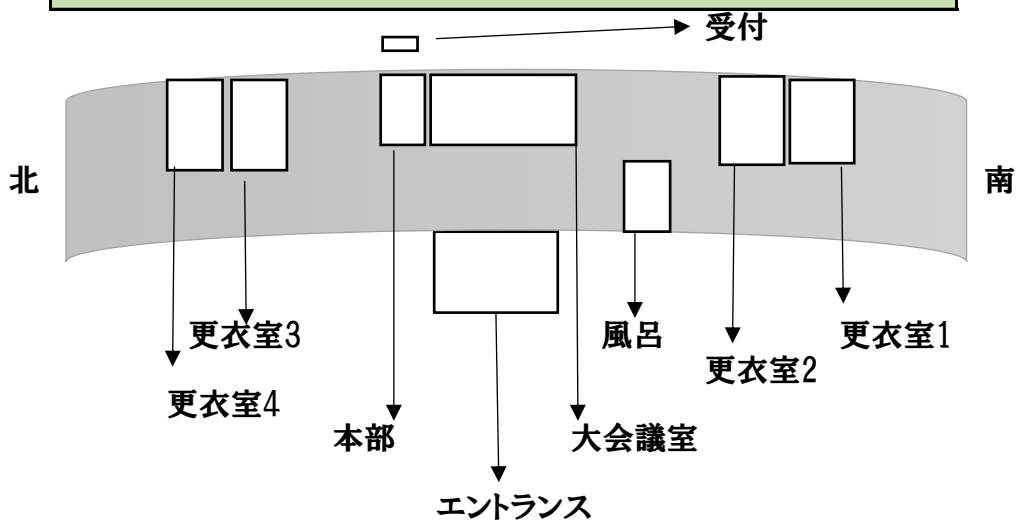 受付
北
南
更衣室3
風呂
更衣室1
更衣室2
更衣室4
本部
大会議室
エントランス